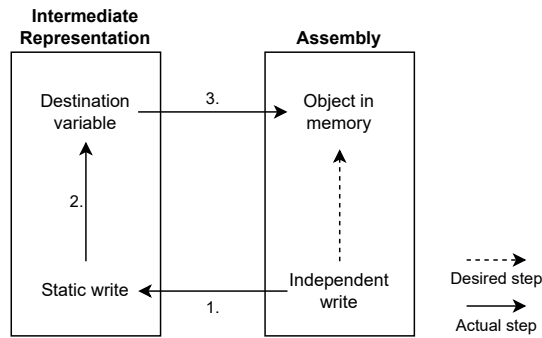 Intermediate
Representation
Assembly
Destination
variable
3.
Object in
memory
2.
Static write
1.
Independent
write
Desired step
Actual step